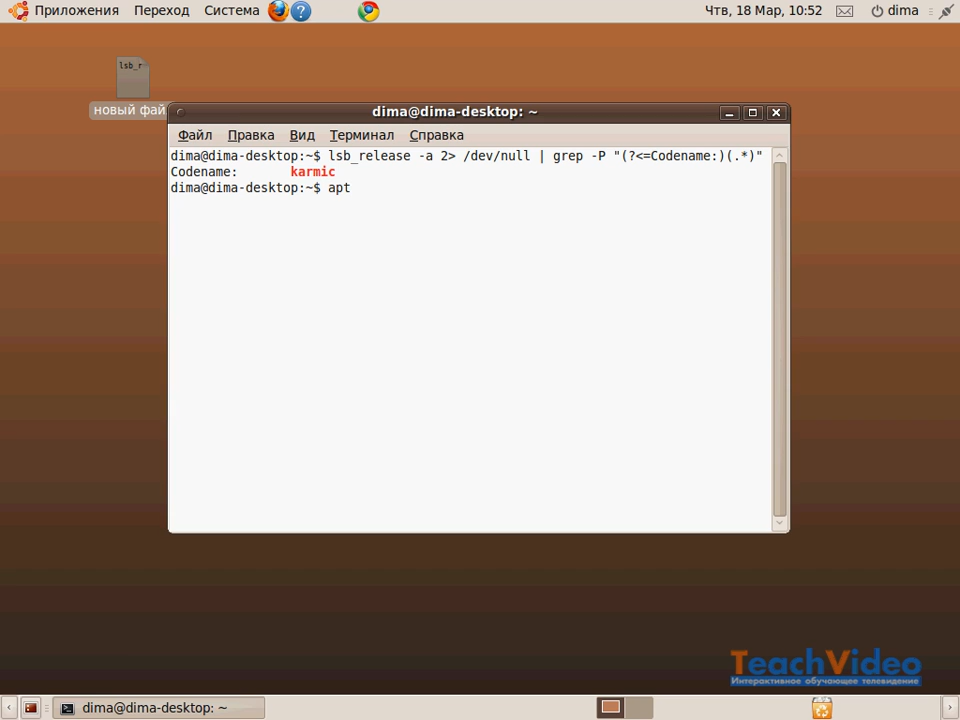 Приложения Переход Система
Чтв, 18 Мар, 10:52 dima
lsb_r
новый фай
dima@dima-desktop: ~
Файл Правка Вид Терминал Справка
dima@dima-desktop:~$ lsb_release -a 2> /dev/null | grep -P "(?<=Codename:)(.*)"
Codename: karmic
dima@dima-desktop:~$ apt
TeachVideo
Интерактивное обучающее телевидение
dima@dima-desktop: ~